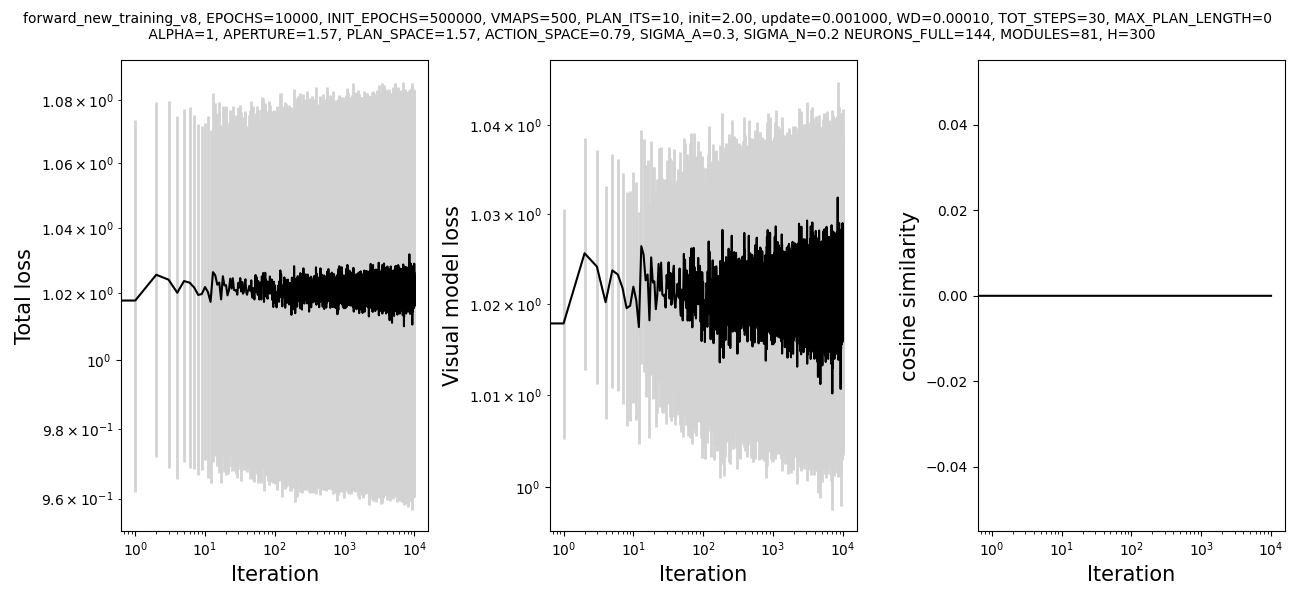 forward_new_training_v8, EPOCHS=10000, INIT_EPOCHS=500000, VMAPS=500, PLAN_ITS=10, init=2.00, update=0.001000, WD=0.00010, TOT_STEPS=30, MAX_PLAN_LENGTH=0
ALPHA=1, APERTURE=1.57, PLAN_SPACE=1.57, ACTION_SPACE=0.79, SIGMA_A=0.3, SIGMA_N=0.2 NEURONS_FULL=144, MODULES=81, H=300
Total loss
1.08 × 10⁰
1.06 × 10⁰
1.04 × 10⁰
1.02 × 10⁰
10⁰
9.8 × 10⁻¹
9.6 × 10⁻¹
10⁰ 10¹ 10² 10³ 10⁴
Iteration
Visual model loss
1.04 × 10⁰
1.03 × 10⁰
1.02 × 10⁰
1.01 × 10⁰
10⁰
10⁰ 10¹ 10² 10³ 10⁴
Iteration
cosine similarity
0.04
0.02
0.00
−0.02
−0.04
10⁰ 10¹ 10² 10³ 10⁴
Iteration